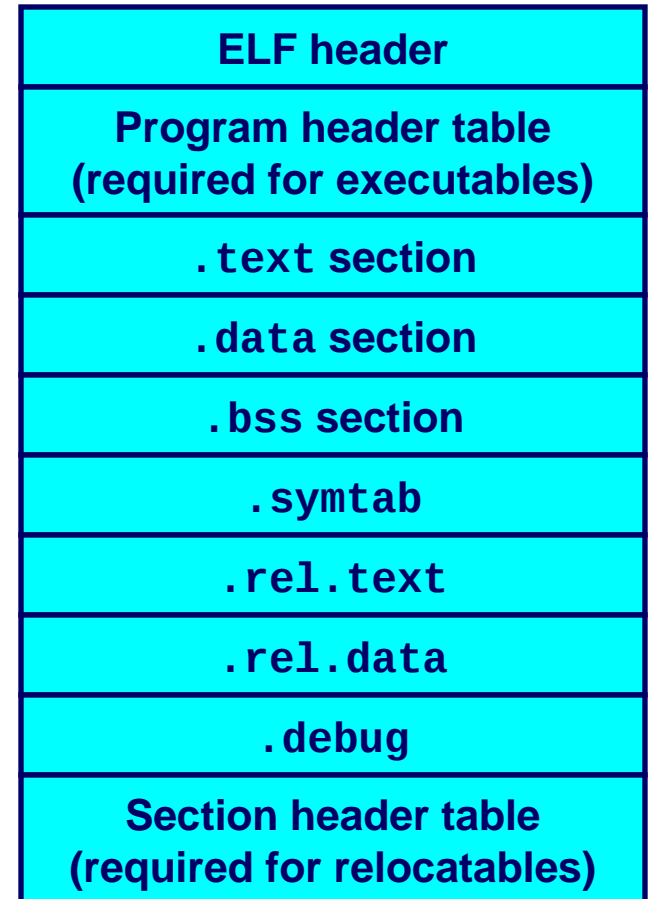 ELF header
Program header table
(required for executables)
.text section
.data section
.bss section
.symtab
.rel.text
.rel.data
.debug
Section header table
(required for relocatables)